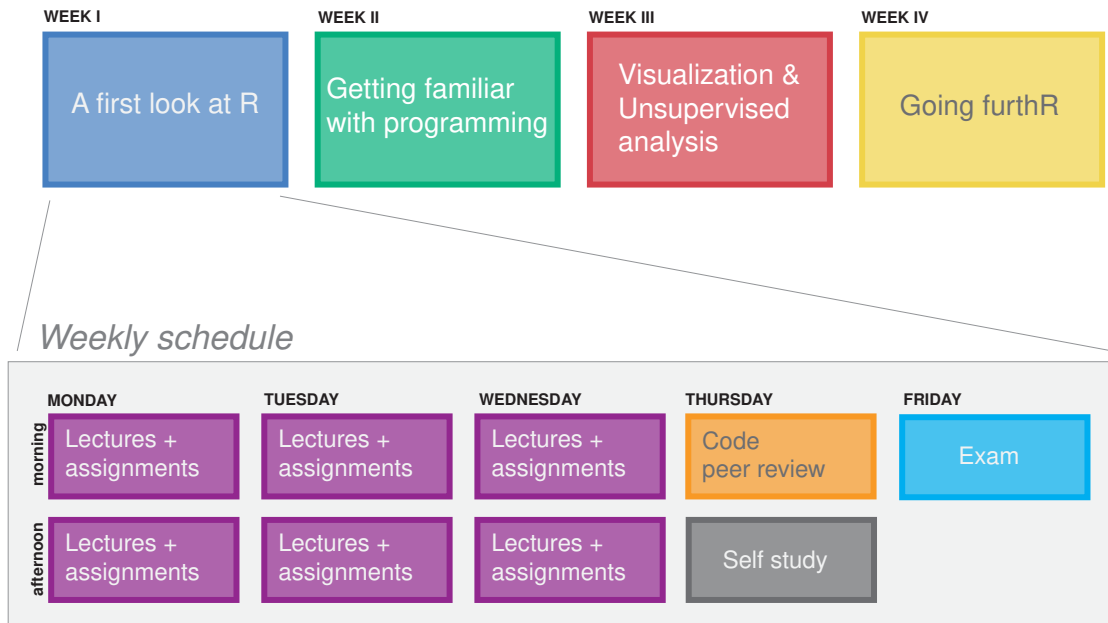 WEEK I
WEEK II
WEEK III
WEEK IV
A first look at R
Getting familiar
with programming
Visualization &
Unsupervised
analysis
Going furthR
Weekly schedule
MONDAY
TUESDAY
WEDNESDAY
THURSDAY
FRIDAY
morning
Lectures +
assignments
Lectures +
assignments
Lectures +
assignments
Code
peer review
Exam
afternoon
Lectures +
assignments
Lectures +
assignments
Lectures +
assignments
Self study